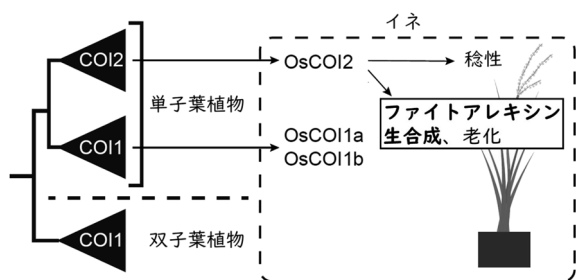 イネ
COI2
OsCOI2
稔性
単子葉植物
ファイトアレキシン
生合成、老化
COI1
OsCOI1a
OsCOI1b
COI1
双子葉植物